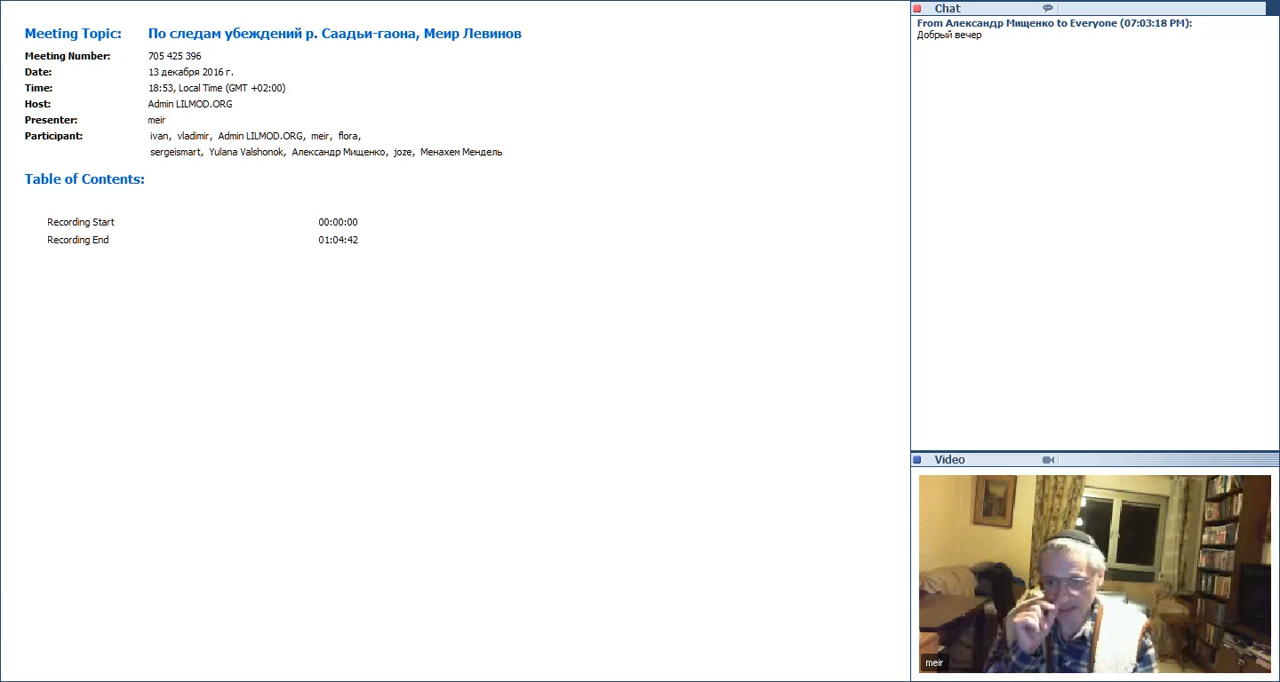 Meeting Topic: По следам убеждений р. Саадьи-гаона, Меир Левинов
Meeting Number: 705 425 396
Date: 13 декабря 2016 г.
Time: 18:53, Local Time (GMT +02:00)
Host: Admin LILMOD.ORG
Presenter: meir
Participant: ivan, vladimir, Admin LILMOD.ORG, meir, flora,
sergeismart, Yulana Valshonok, Александр Мищенко, joze, Менахем Мендель
Table of Contents:
Recording Start 00:00:00
Recording End 01:04:42
Chat
From Александр Мищенко to Everyone (07:03:18 PM):
Добрый вечер
Video
meir